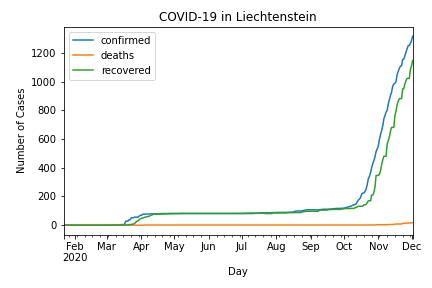 COVID-19 in Liechtenstein
confirmed
deaths
recovered
Number of Cases
1200
1000
800
600
400
200
0
Feb Mar Apr May Jun Jul Aug Sep Oct Nov Dec
2020
Day